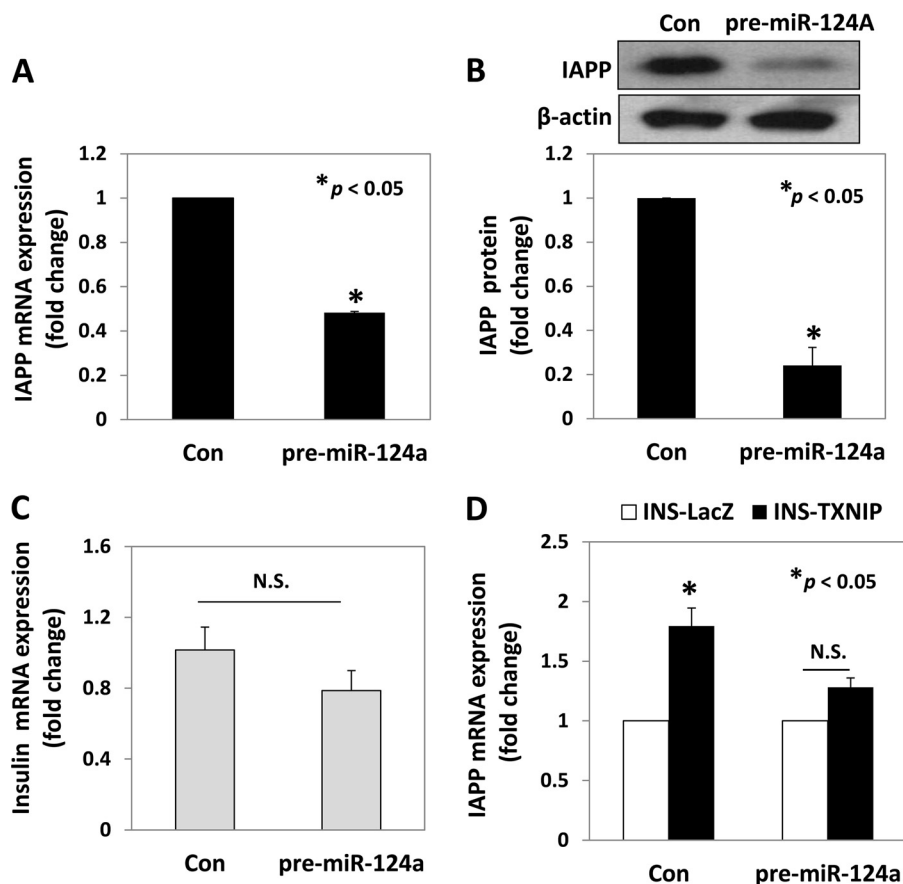 A
IAPP mRNA expression
(fold change)
1.2
1
0.8
0.6
0.4
0.2
0
* p < 0.05
*
Con
pre-miR-124a
B
Con pre-miR-124A
IAPP
β-actin
IAPP protein
(fold change)
1.2
1
0.8
0.6
0.4
0.2
0
* p < 0.05
*
Con
pre-miR-124a
C
Insulin mRNA expression
(fold change)
1.6
1.2
0.8
0.4
0
N.S.
Con
pre-miR-124a
D
INS-LacZ INS-TXNIP
IAPP mRNA expression
(fold change)
2.5
2
1.5
1
0.5
0
* p < 0.05
*
N.S.
Con
pre-miR-124a